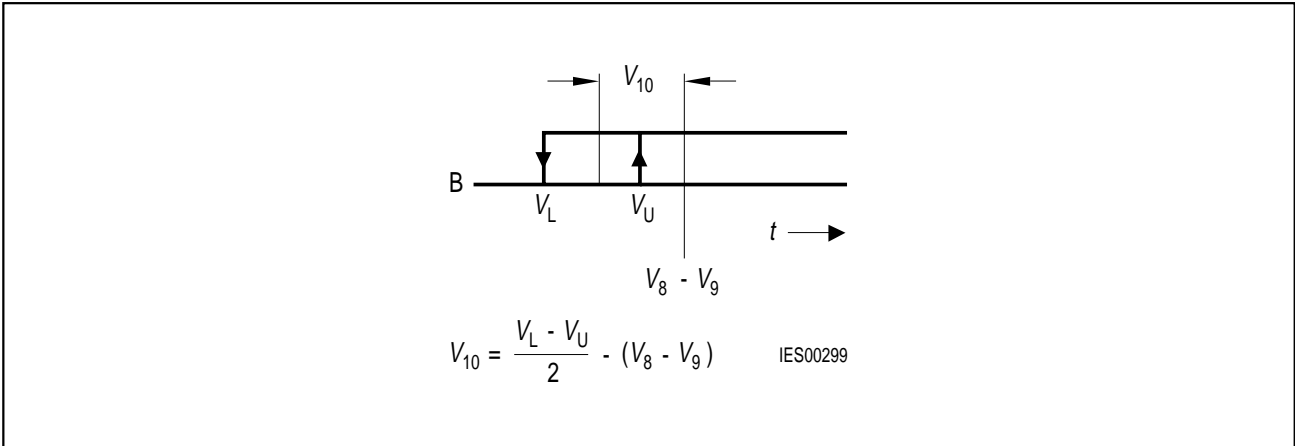 V10
B
VL VU
t
V8 - V9
V10 = VL - VU / 2 - (V8 - V9) IES00299